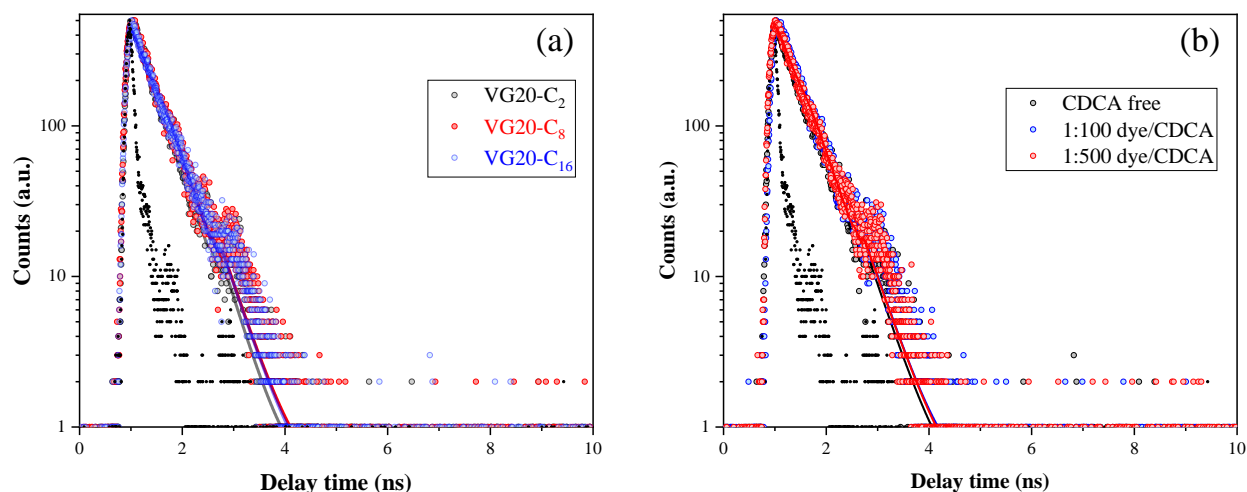 (a)
VG20-C₂
VG20-C₈
VG20-C₁₆
100
10
1
0 2 4 6 8 10
Counts (a.u.)
Delay time (ns)
(b)
CDCA free
1:100 dye/CDCA
1:500 dye/CDCA
100
10
1
0 2 4 6 8 10
Counts (a.u.)
Delay time (ns)